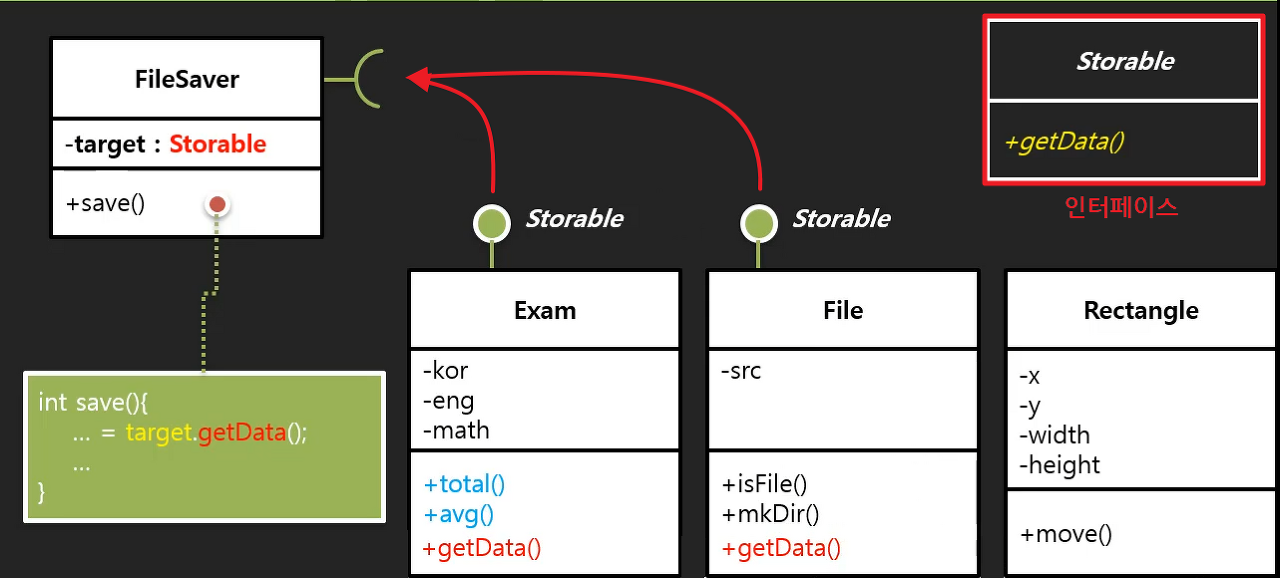 FileSaver
-target : Storable
+save()
int save(){
... = target.getData();
...
}
Storable
+getData()
인터페이스
Storable
Exam
-kor
-eng
-math
+total()
+avg()
+getData()
Storable
File
-src
+isFile()
+mkDir()
+getData()
Rectangle
-x
-y
-width
-height
+move()